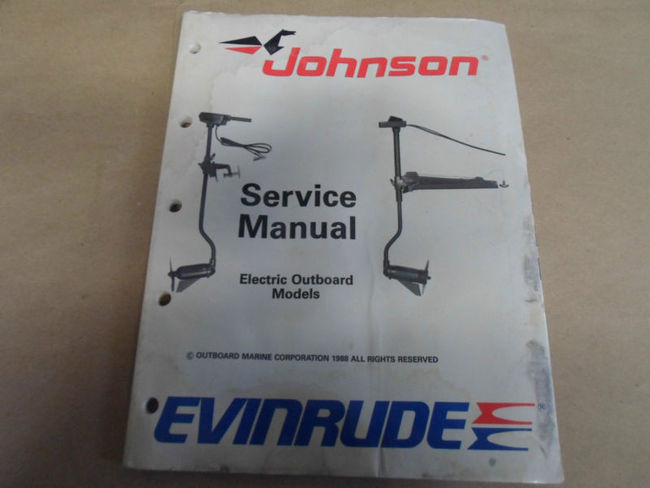 Johnson®
Service
Manual
Electric Outboard
Models
© OUTBOARD MARINE CORPORATION 1988 ALL RIGHTS RESERVED
EVINRUDE®